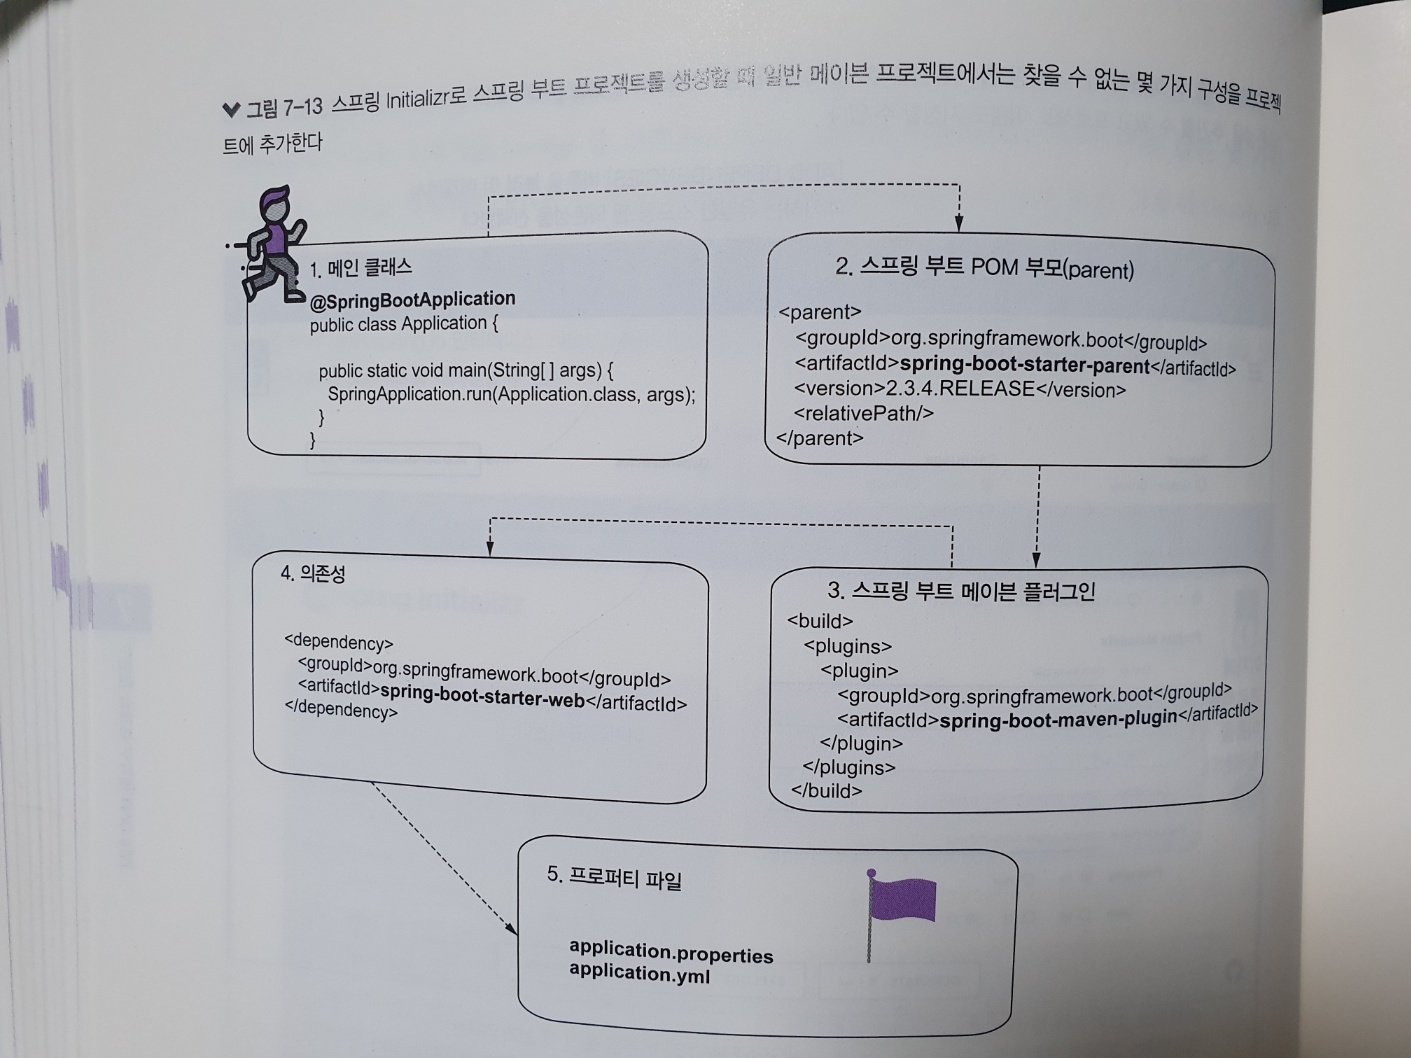 그림 7-13 스프링 Initializr로 스프링 부트 프로젝트를 생성할 때 일반 메이븐 프로젝트에서는 찾을 수 없는 몇 가지 구성을 프로젝
트에 추가한다
1. 메인 클래스
@SpringBootApplication
public class Application {
public static void main(String[] args) {
SpringApplication.run(Application.class, args);
}
}
2. 스프링 부트 POM 부모(parent)
<parent>
<groupId>org.springframework.boot</groupId>
<artifactId>spring-boot-starter-parent</artifactId>
<version>2.3.4.RELEASE</version>
<relativePath/>
</parent>
3. 스프링 부트 메이븐 플러그인
<build>
<plugins>
<plugin>
<groupId>org.springframework.boot</groupId>
<artifactId>spring-boot-maven-plugin</artifactId>
</plugin>
</plugins>
</build>
4. 의존성
<dependency>
<groupId>org.springframework.boot</groupId>
<artifactId>spring-boot-starter-web</artifactId>
</dependency>
5. 프로퍼티 파일
application.properties
application.yml